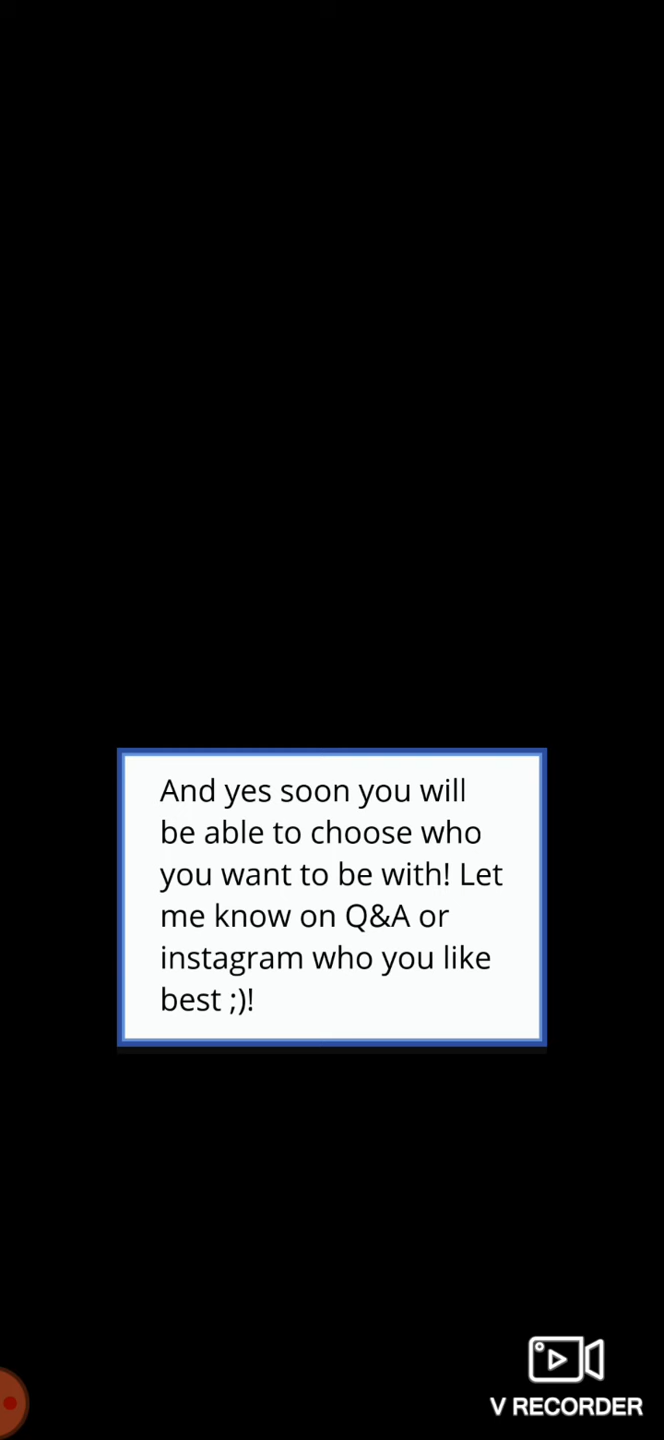 And yes soon you will
be able to choose who
you want to be with! Let
me know on Q&A or
instagram who you like
best ;)!
V RECORDER